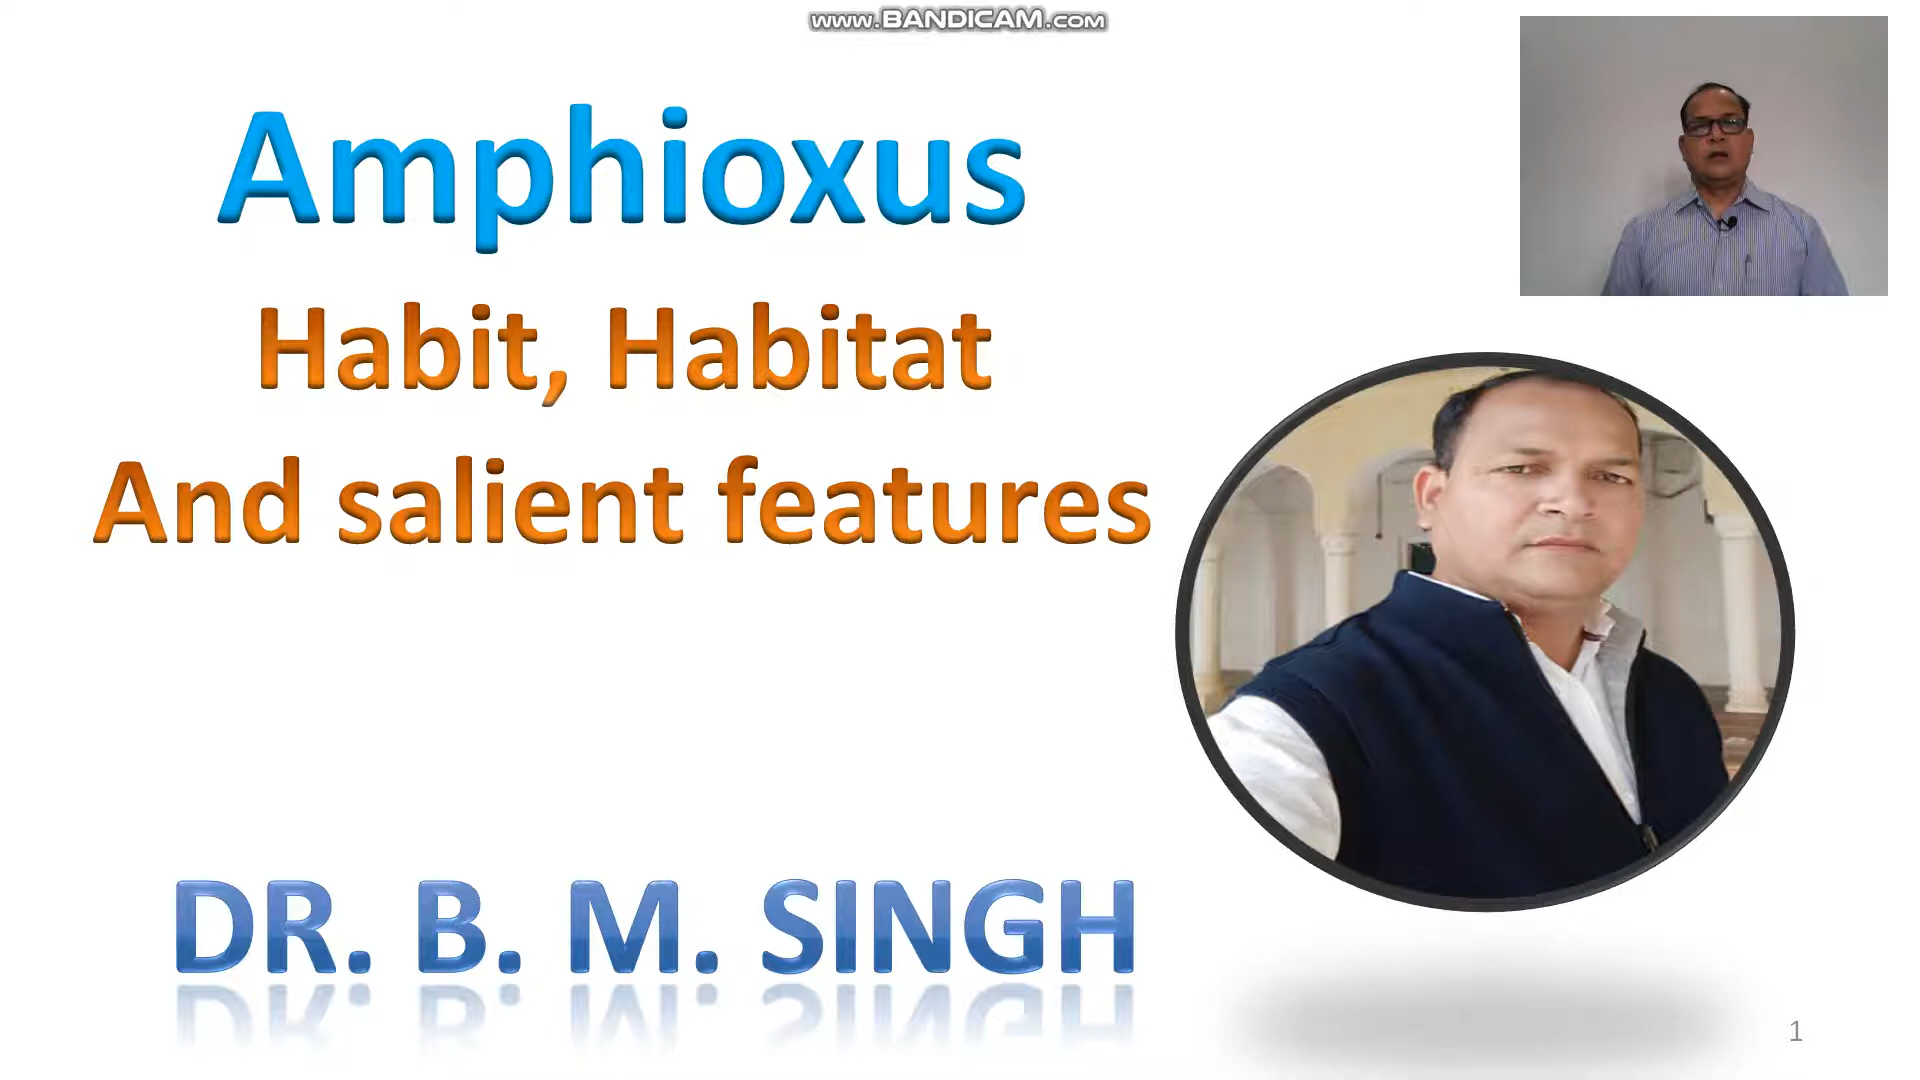 www.BANDICAM.com
Amphioxus
Habit, Habitat
And salient features
DR. B. M. SINGH
1